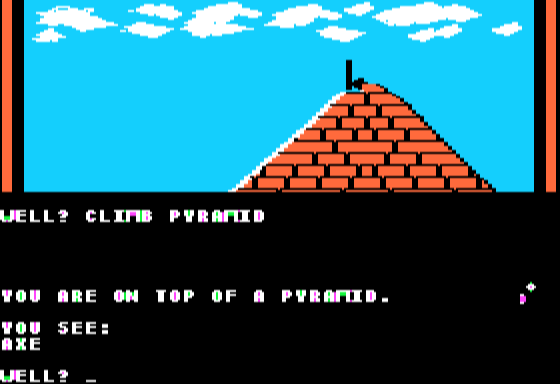 WELL? CLIMB PYRAMID
YOU ARE ON TOP OF A PYRAMID.
YOU SEE:
AXE
WELL? _